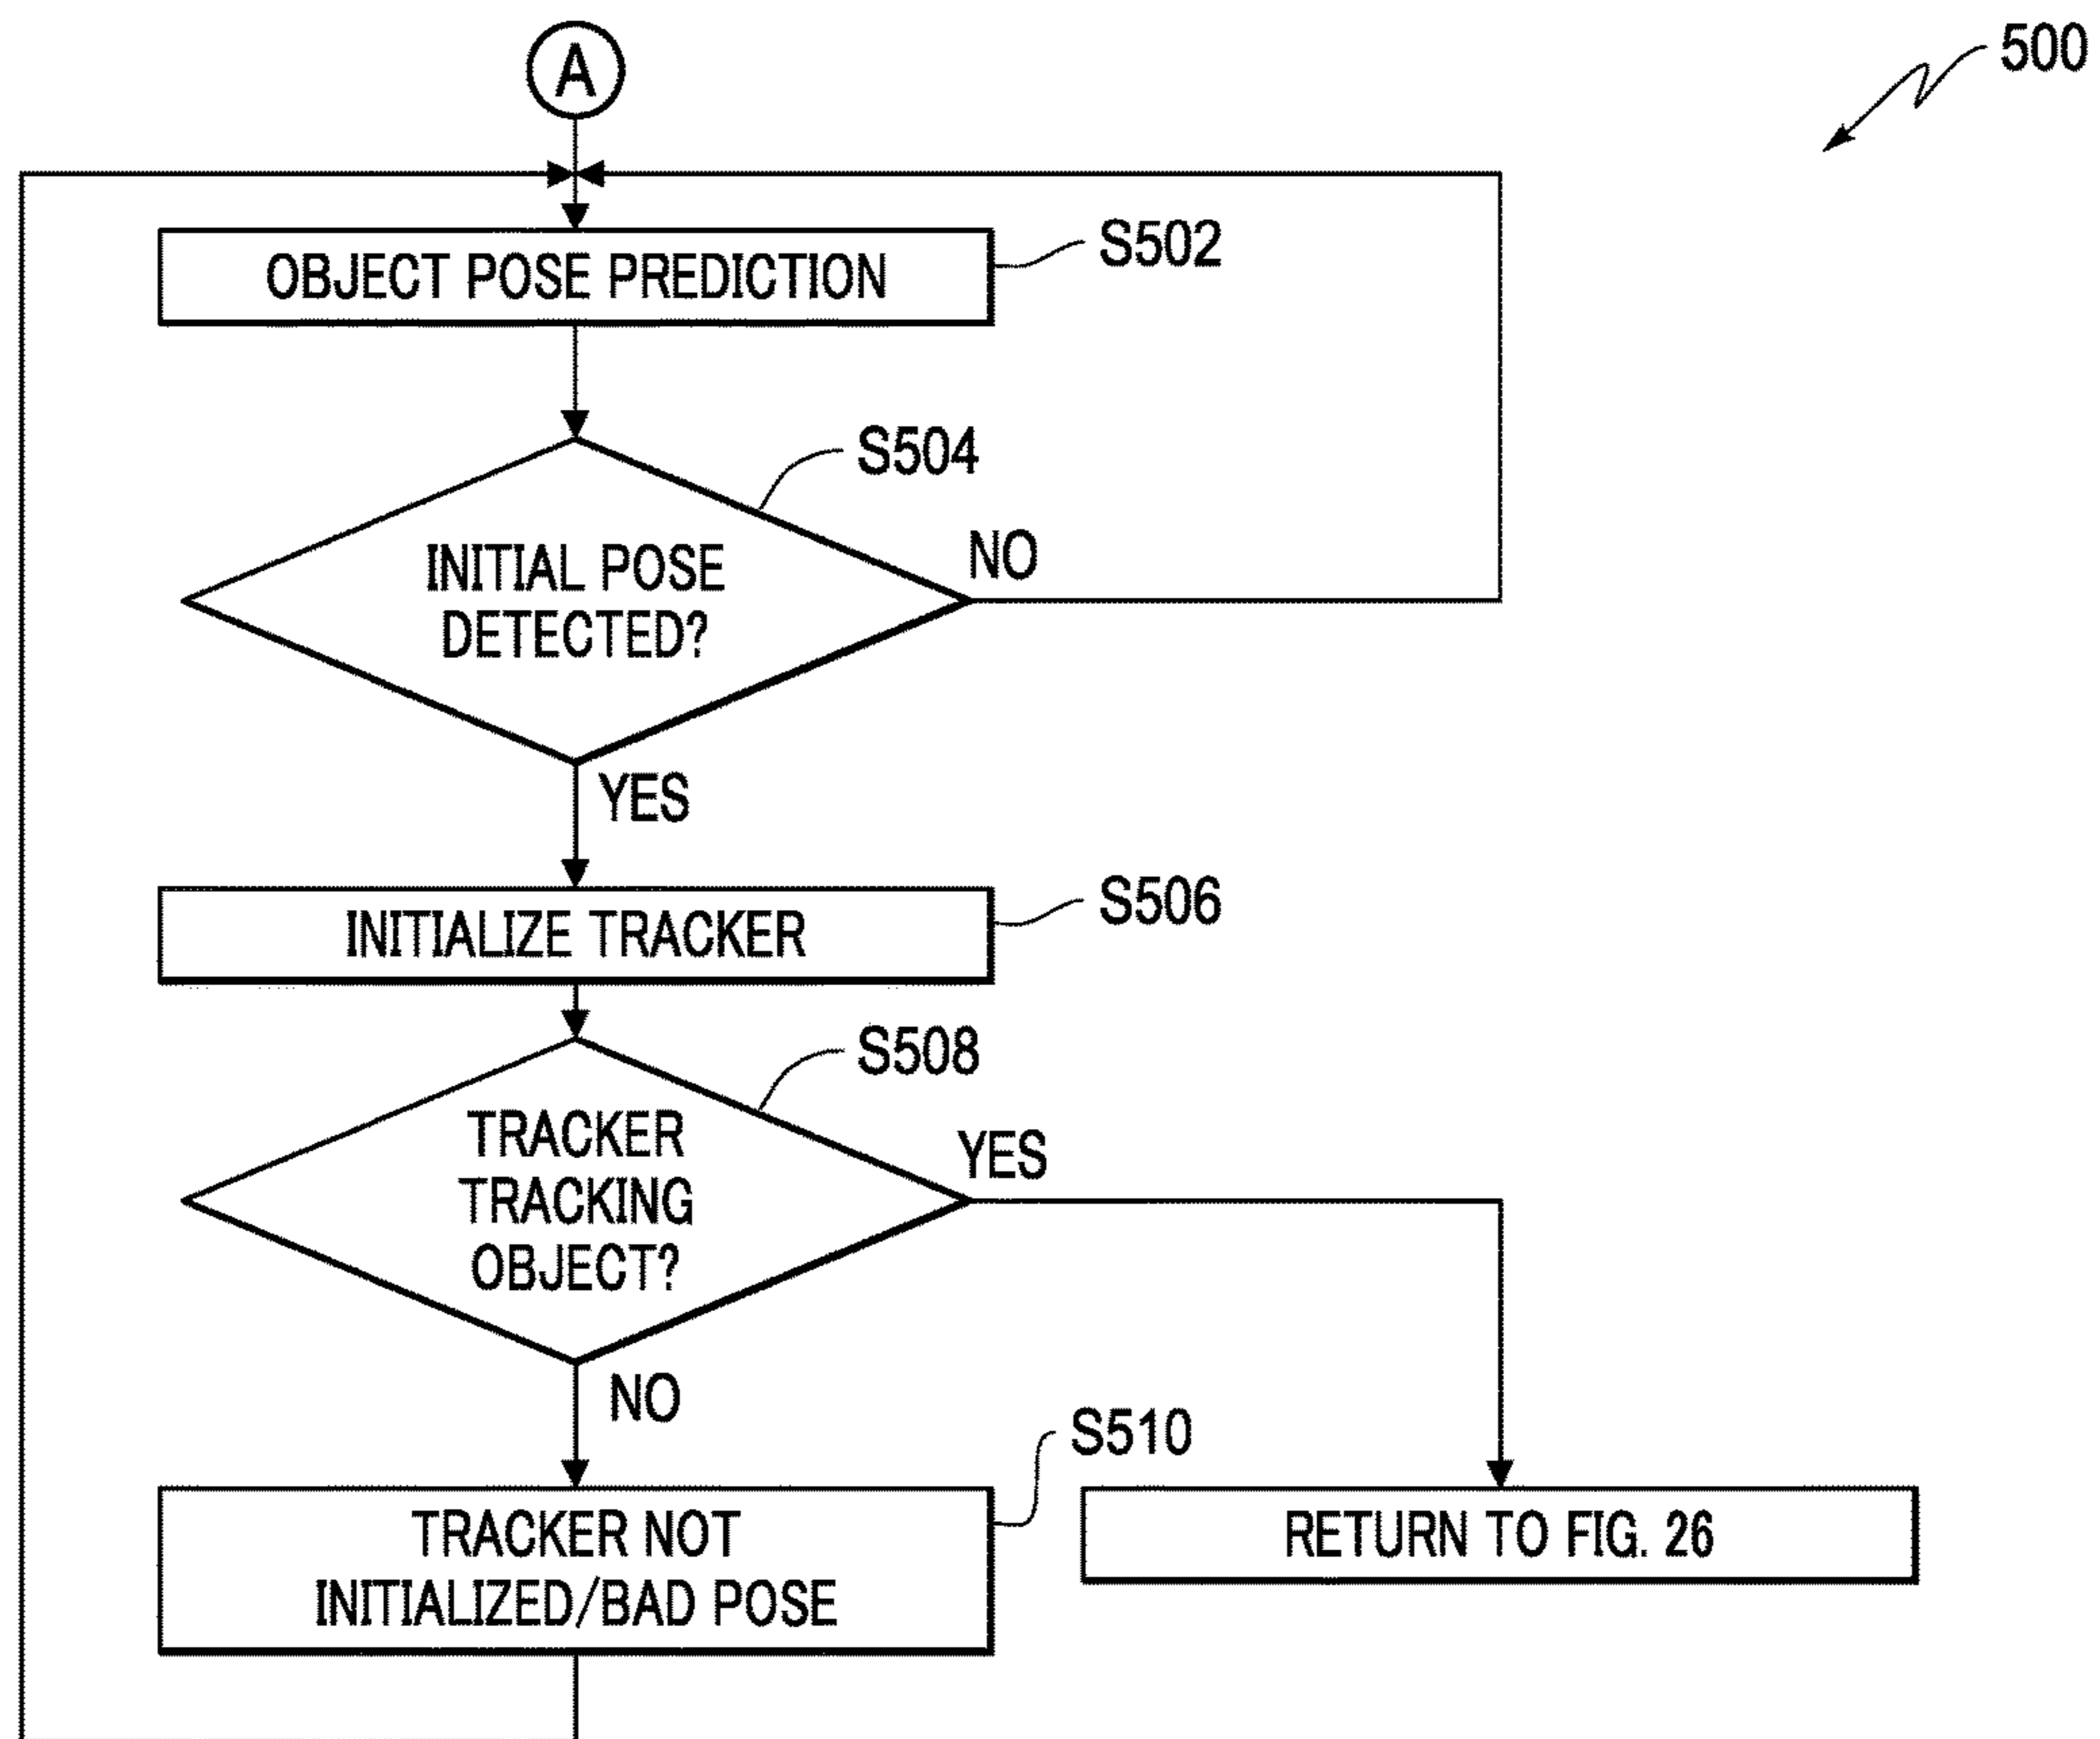 A
500
OBJECT POSE PREDICTION
S502
S504
INITIAL POSE
DETECTED?
NO
YES
INITIALIZE TRACKER
S506
S508
TRACKER
TRACKING
OBJECT?
YES
NO
S510
TRACKER NOT
INITIALIZED/BAD POSE
RETURN TO FIG. 26